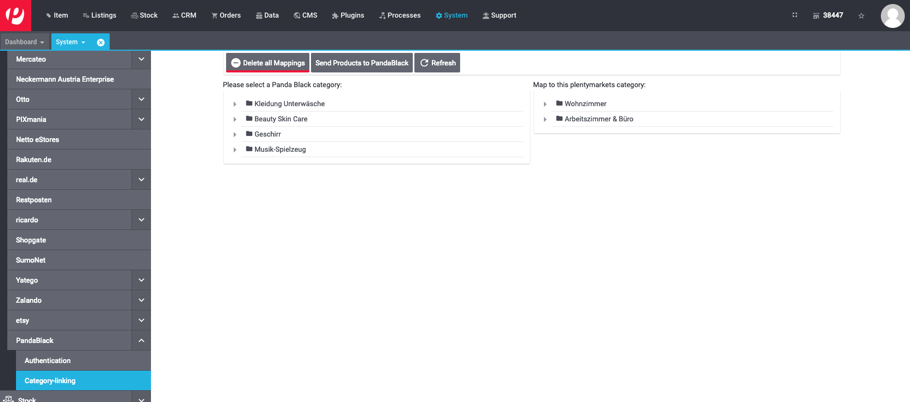 Item Listings Stock CRM Orders Data CMS Plugins Processes System Support 38447
Dashboard System
Mercateo
Neckermann Austria Enterprise
Otto
PIXmania
Netto eStores
Rakuten.de
real.de
Restposten
ricardo
Shopgate
SumoNet
Yatego
Zalando
etsy
PandaBlack
Authentication
Category-linking
Stock
Delete all Mappings Send Products to PandaBlack Refresh
Please select a Panda Black category:
Kleidung Unterwäsche
Beauty Skin Care
Geschirr
Musik-Spielzeug
Map to this plentymarkets category:
Wohnzimmer
Arbeitszimmer & Büro